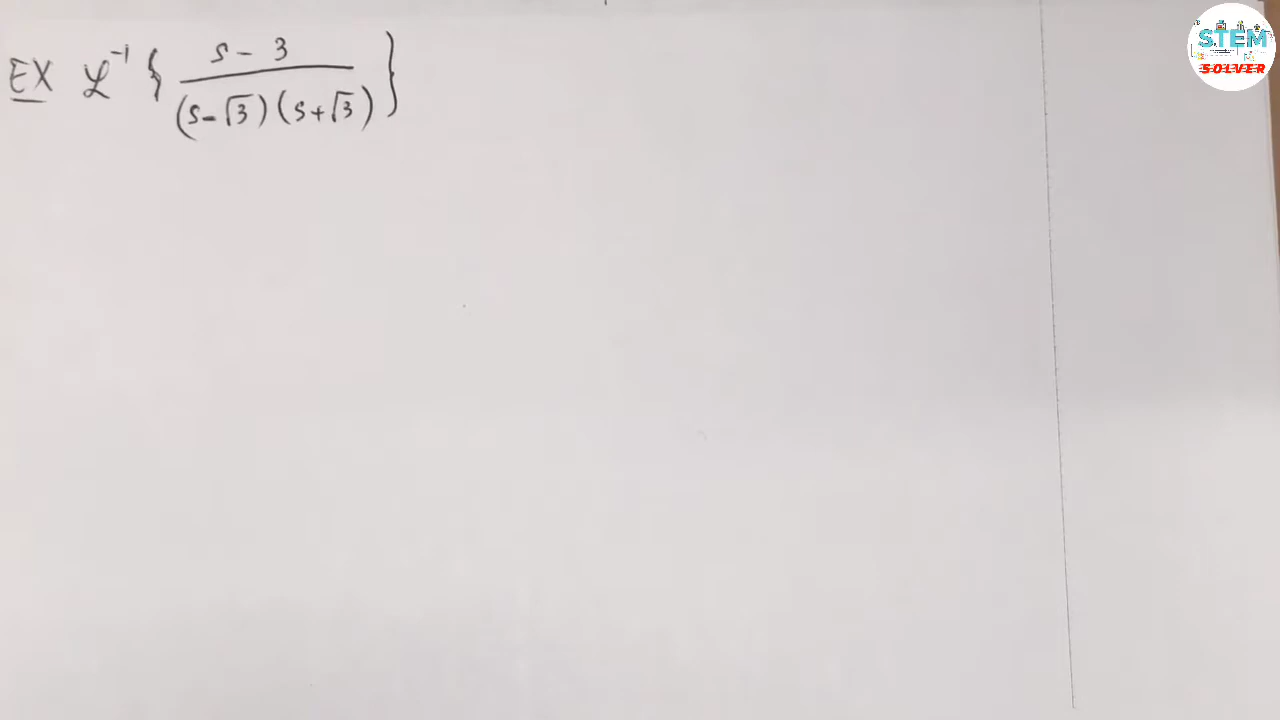 EX ℒ⁻¹ { (s - 3) / ((s - √3)(s + √3)) }
STEM
SOLVER